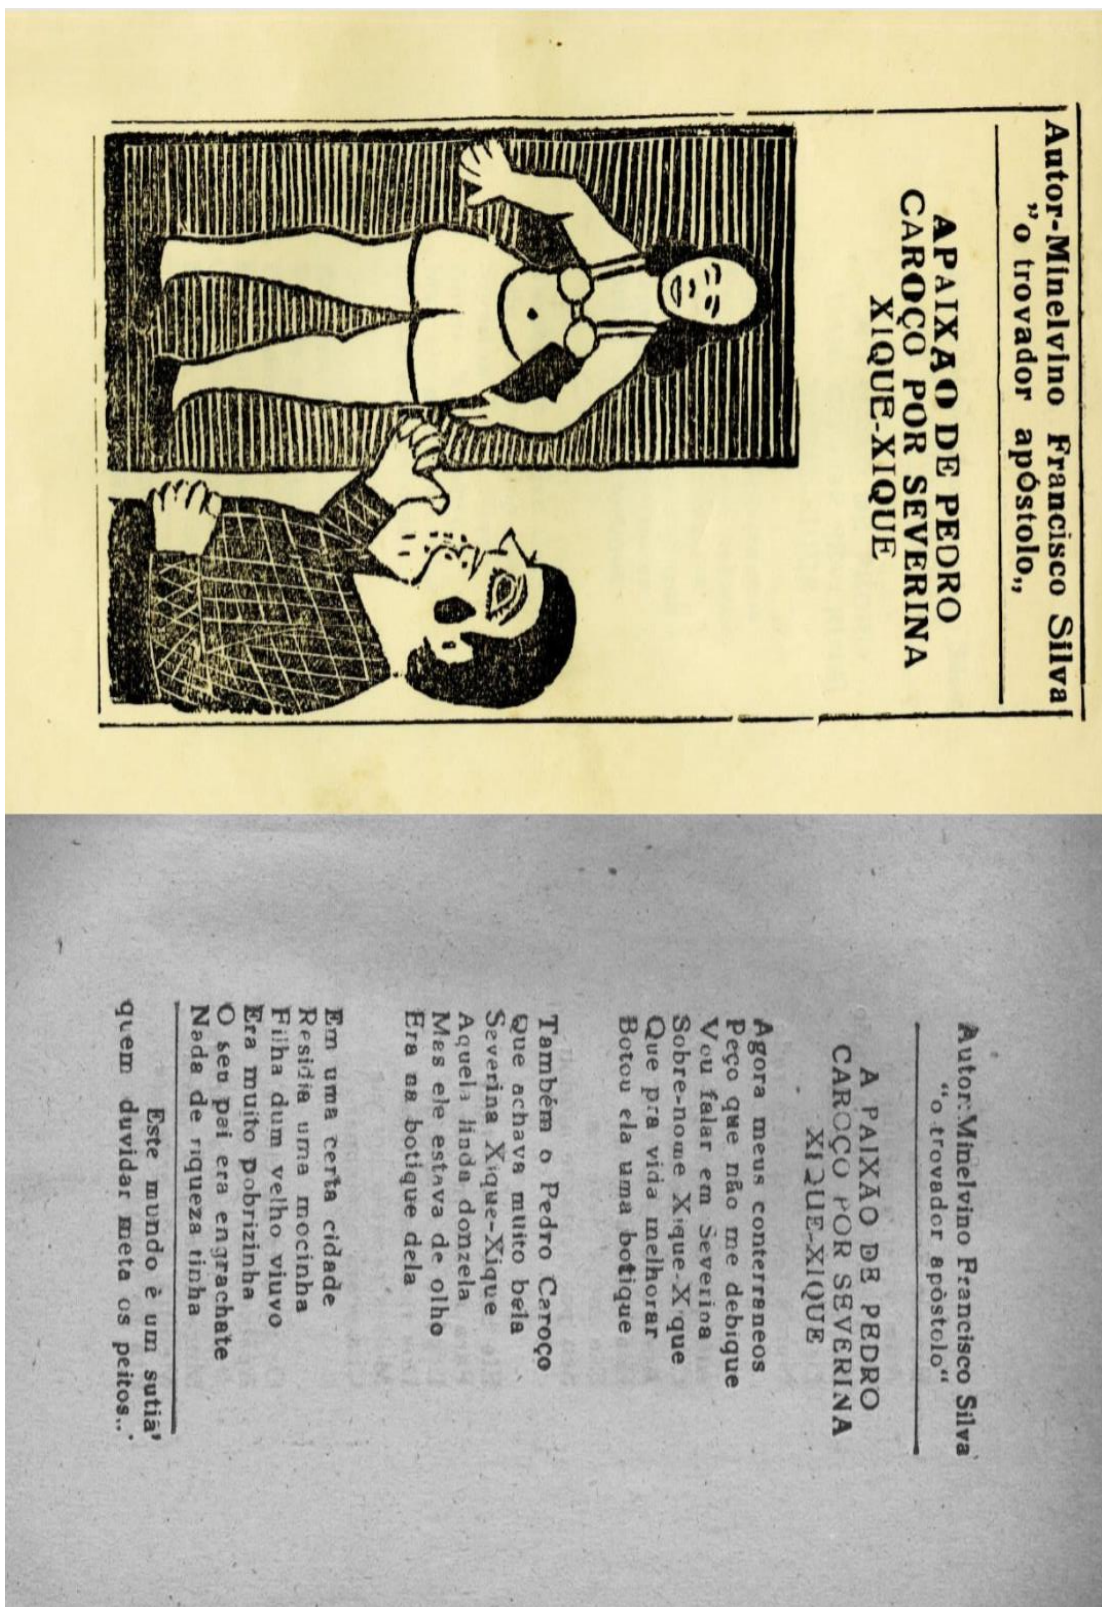 Autor-Minelvino Francisco Silva
"o trovador apóstolo„
A PAIXÃO DE PEDRO
CAROÇO POR SEVERINA
XIQUE-XIQUE
Autor: Minelvino Francisco Silva
"o trovador apòstolo"
A PAIXÃO DE PEDRO
CAROÇO POR SEVERINA
XIQUE-XIQUE
Agora meus conterraneos
Peço que não me debique
Vou falar em Severina
Sobre-nome Xique-Xique
Que pra vida melhorar
Botou ela uma botique
Também o Pedro Caroço
Que achava muito bela
Severina Xique-Xique
Aquela linda donzela
Mas ele estava de olho
Era na botique dela
Em uma certa cidade
Residia uma mocinha
Filha dum velho viuvo
Era muito pobrizinha
O seu pai era engrachate
Nada de riqueza tinha
Este mundo è um sutiã'
quem duvidar meta os peitos...'